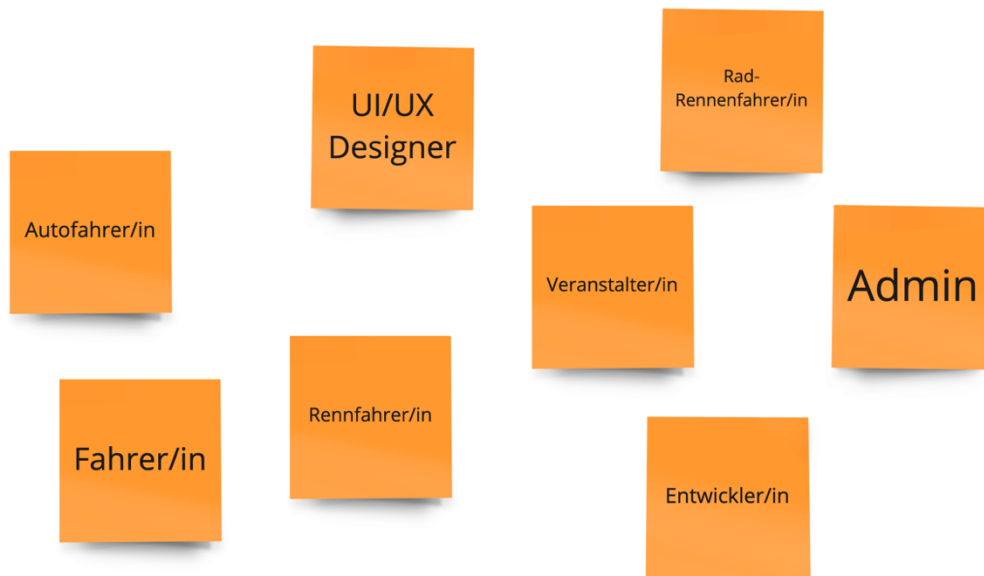 UI/UX
Designer
Rad-
Rennenfahrer/in
Autofahrer/in
Veranstalter/in
Admin
Fahrer/in
Rennfahrer/in
Entwickler/in